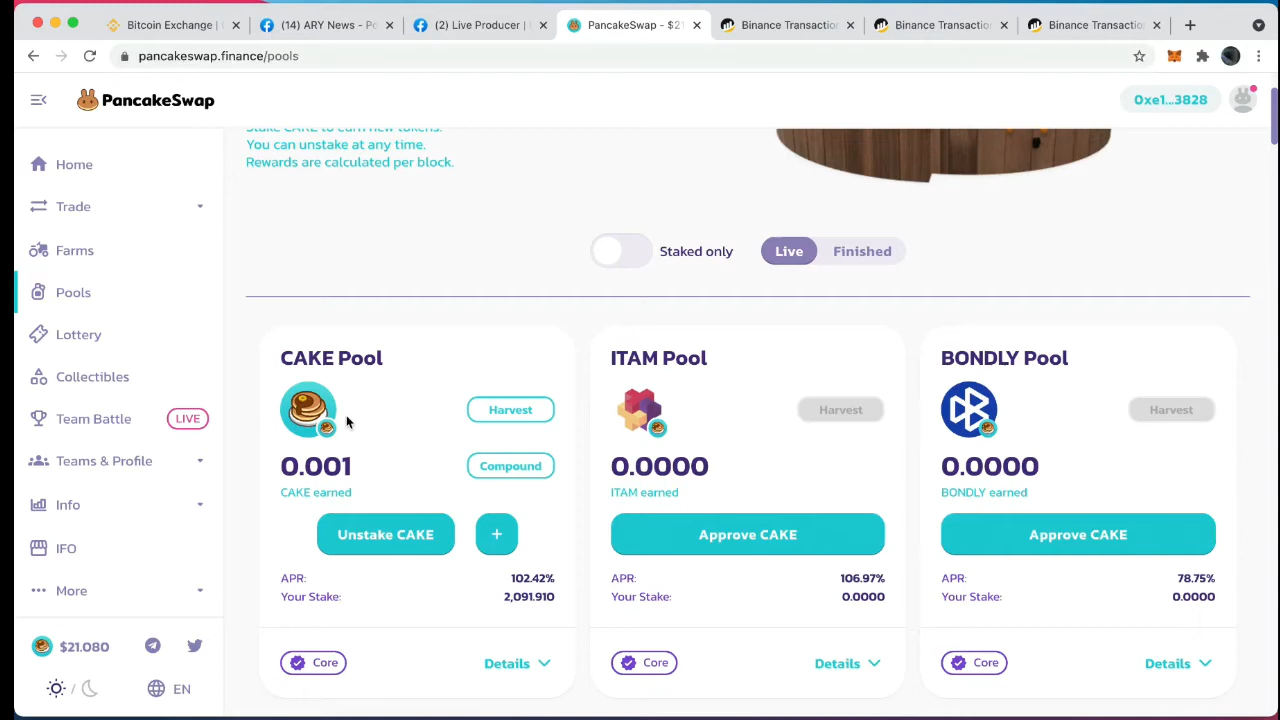 Bitcoin Exchange |
(14) ARY News - Po
(2) Live Producer |
PancakeSwap - $21
Binance Transactio
Binance Transactio
Binance Transactio
pancakeswap.finance/pools
PancakeSwap
0xe1...3828
Stake CAKE to earn new tokens.
You can unstake at any time.
Rewards are calculated per block.
Home
Trade
Farms
Pools
Lottery
Collectibles
Team Battle
LIVE
Teams & Profile
Info
IFO
More
$21.080
EN
Staked only
Live
Finished
CAKE Pool
Harvest
0.001
CAKE earned
Compound
Unstake CAKE
+
APR:
102.42%
Your Stake:
2,091.910
Core
Details
ITAM Pool
Harvest
0.0000
ITAM earned
Approve CAKE
APR:
106.97%
Your Stake:
0.0000
Core
Details
BONDLY Pool
Harvest
0.0000
BONDLY earned
Approve CAKE
APR:
78.75%
Your Stake:
0.0000
Core
Details